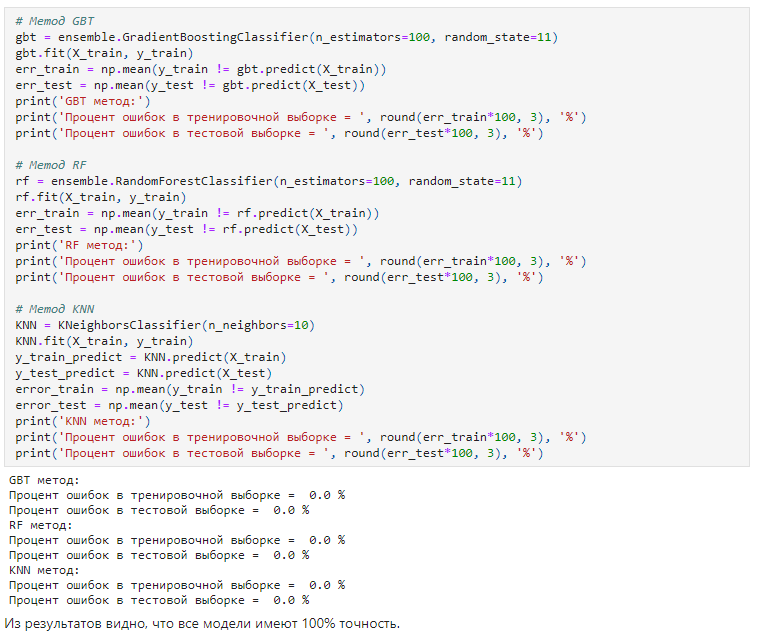 # Метод GBT
gbt = ensemble.GradientBoostingClassifier(n_estimators=100, random_state=11)
gbt.fit(X_train, y_train)
err_train = np.mean(y_train != gbt.predict(X_train))
err_test = np.mean(y_test != gbt.predict(X_test))
print('GBT метод:')
print('Процент ошибок в тренировочной выборке = ', round(err_train*100, 3), '%')
print('Процент ошибок в тестовой выборке = ', round(err_test*100, 3), '%')

# Метод RF
rf = ensemble.RandomForestClassifier(n_estimators=100, random_state=11)
rf.fit(X_train, y_train)
err_train = np.mean(y_train != rf.predict(X_train))
err_test = np.mean(y_test != rf.predict(X_test))
print('RF метод:')
print('Процент ошибок в тренировочной выборке = ', round(err_train*100, 3), '%')
print('Процент ошибок в тестовой выборке = ', round(err_test*100, 3), '%')

# Метод KNN
KNN = KNeighborsClassifier(n_neighbors=10)
KNN.fit(X_train, y_train)
y_train_predict = KNN.predict(X_train)
y_test_predict = KNN.predict(X_test)
error_train = np.mean(y_train != y_train_predict)
error_test = np.mean(y_test != y_test_predict)
print('KNN метод:')
print('Процент ошибок в тренировочной выборке = ', round(err_train*100, 3), '%')
print('Процент ошибок в тестовой выборке = ', round(err_test*100, 3), '%')
GBT метод:
Процент ошибок в тренировочной выборке =  0.0 %
Процент ошибок в тестовой выборке =  0.0 %
RF метод:
Процент ошибок в тренировочной выборке =  0.0 %
Процент ошибок в тестовой выборке =  0.0 %
KNN метод:
Процент ошибок в тренировочной выборке =  0.0 %
Процент ошибок в тестовой выборке =  0.0 %
Из результатов видно, что все модели имеют 100% точность.